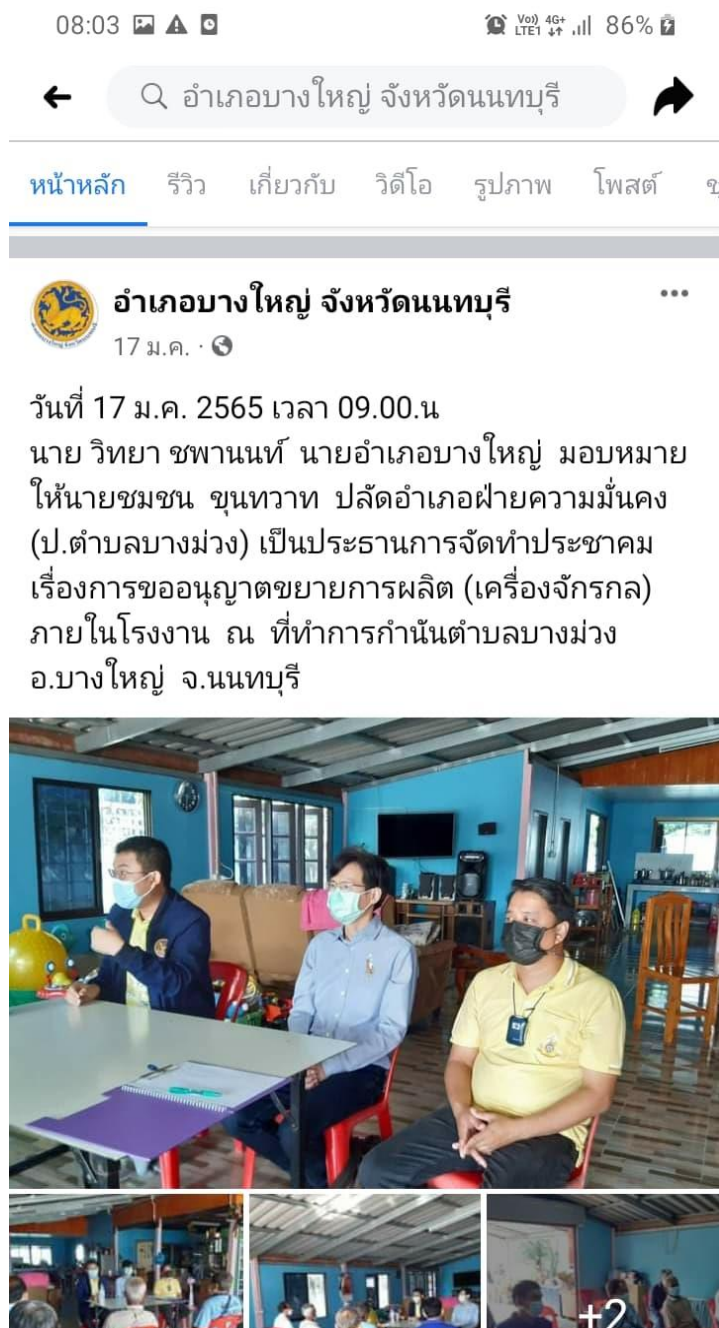 08:03 Vo)) LTE1 4G+ 86%
อำเภอบางใหญ่ จังหวัดนนทบุรี
หน้าหลัก รีวิว เกี่ยวกับ วิดีโอ รูปภาพ โพสต์
อำเภอบางใหญ่ จังหวัดนนทบุรี
17 ม.ค. ·
วันที่ 17 ม.ค. 2565 เวลา 09.00.น
นาย วิทยา ชพานนท์ นายอำเภอบางใหญ่ มอบหมาย
ให้นายชมชน ขุนทวาท ปลัดอำเภอฝ่ายความมั่นคง
(ป.ตำบลบางม่วง) เป็นประธานการจัดทำประชาคม
เรื่องการขออนุญาตขยายการผลิต (เครื่องจักรกล)
ภายในโรงงาน ณ ที่ทำการกำนันตำบลบางม่วง
อ.บางใหญ่ จ.นนทบุรี
+2